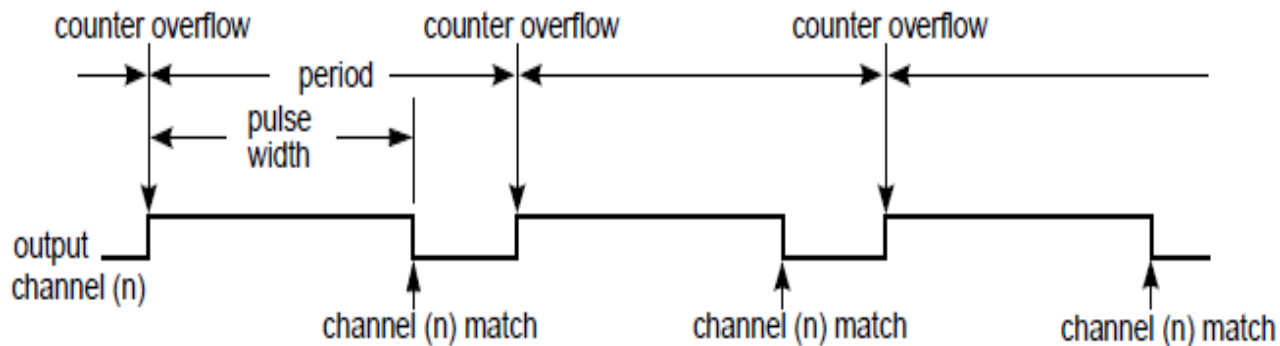 counter overflow
counter overflow
counter overflow
period
pulse
width
output
channel (n)
channel (n) match
channel (n) match
channel (n) match